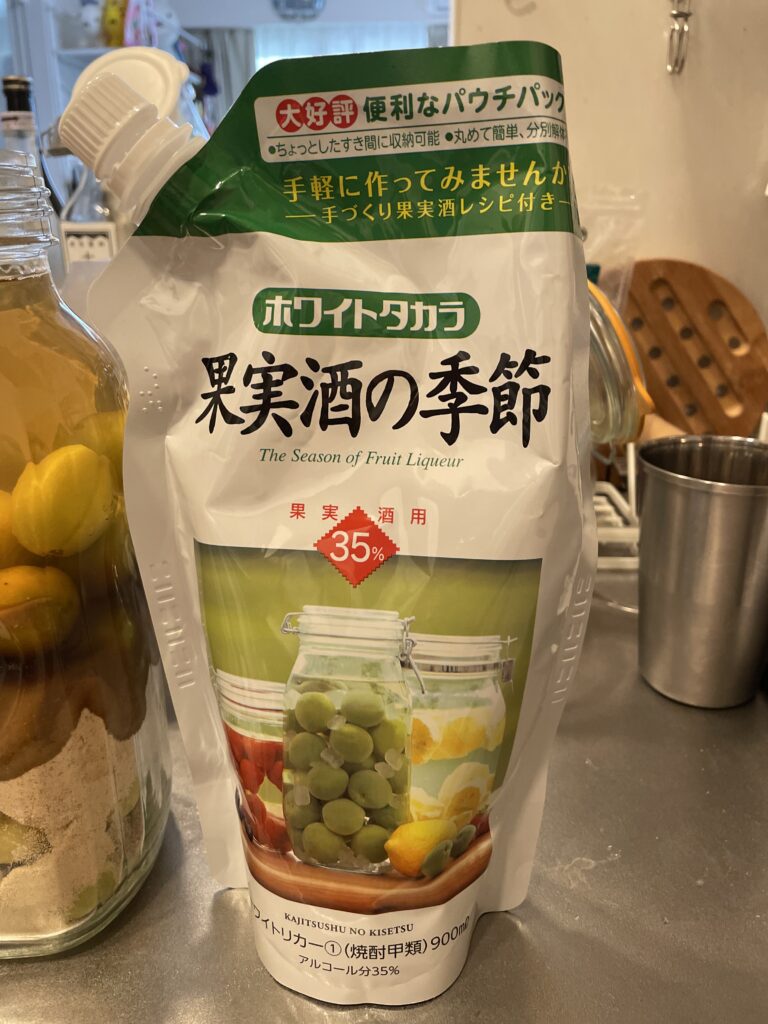 大好評 便利なパウチパック
●ちょっとしたすき間に収納可能 ●丸めて簡単、分別解体
手軽に作ってみませんか
―手づくり果実酒レシピ付き―
ホワイトタカラ
果実酒の季節
The Season of Fruit Liqueur
果実酒用
35%
KAJITSUSHU NO KISETSU
ワイトリカー①(焼酎甲類)900ml
アルコール分35%